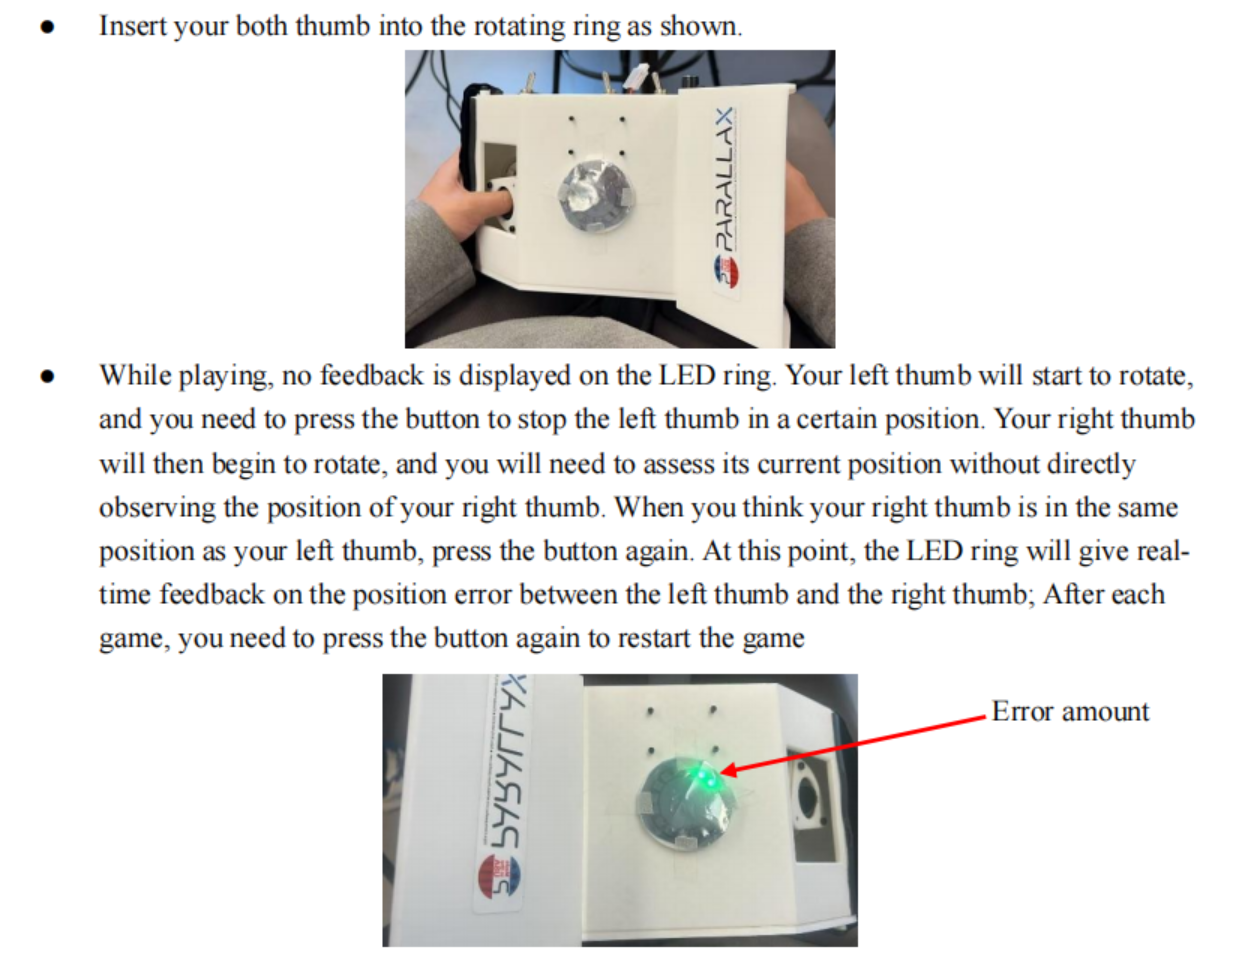 ● Insert your both thumb into the rotating ring as shown.
PARALLAX
● While playing, no feedback is displayed on the LED ring. Your left thumb will start to rotate,
and you need to press the button to stop the left thumb in a certain position. Your right thumb
will then begin to rotate, and you will need to assess its current position without directly
observing the position of your right thumb. When you think your right thumb is in the same
position as your left thumb, press the button again. At this point, the LED ring will give real-
time feedback on the position error between the left thumb and the right thumb; After each
game, you need to press the button again to restart the game
Error amount